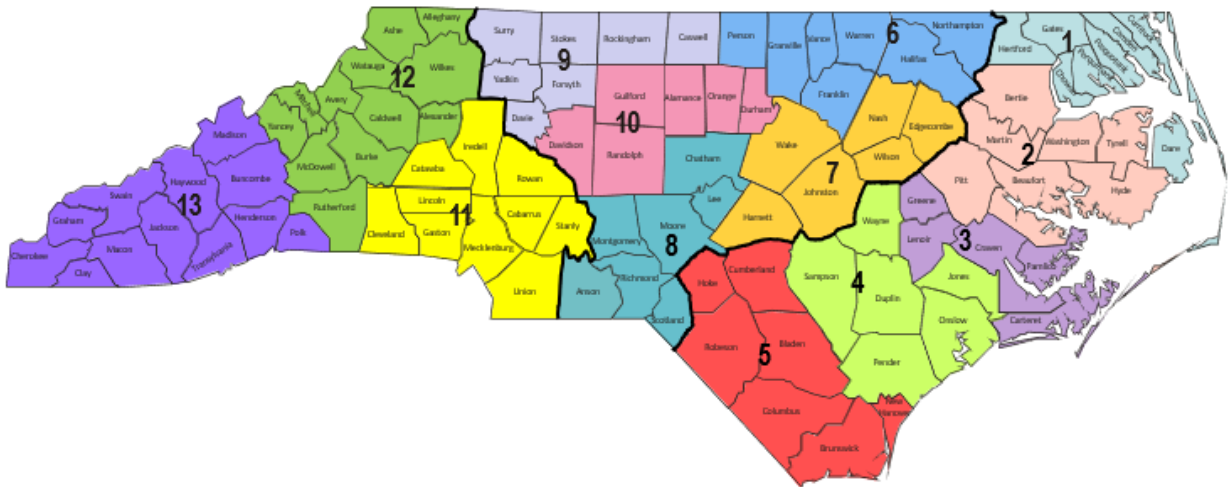 Alleghany
Ashe
Surry
Stokes
Rockingham
Caswell
Person
Granville
Vance
Warren
6
Northampton
Gates
1
Currituck
Camden
Pasquotank
Perquimans
Chowan
Hertford
Halifax
Watauga
12
Wilkes
9
Yadkin
Forsyth
Guilford
Alamance
Orange
Durham
Franklin
Nash
Edgecombe
Bertie
Mitchell
Avery
Caldwell
Alexander
Davie
10
Madison
Yancey
Davidson
Randolph
Chatham
Wake
Wilson
Martin
2
Washington
Tyrell
Dare
McDowell
Burke
Iredell
Catawba
Rowan
7
Johnston
Pitt
Beaufort
Hyde
Swain
Haywood
13
Buncombe
Rutherford
Lincoln
11
Cabarrus
Lee
Harnett
Greene
Graham
Jackson
Henderson
Polk
Cleveland
Gaston
Stanly
Moore
Wayne
Lenoir
3
Craven
Cherokee
Macon
Transylvania
Mecklenburg
Montgomery
8
Pamlico
Clay
Union
Anson
Richmond
Hoke
Cumberland
Sampson
4
Duplin
Jones
Scotland
Onslow
Carteret
Robeson
5
Bladen
Pender
Columbus
New
Hanover
Brunswick